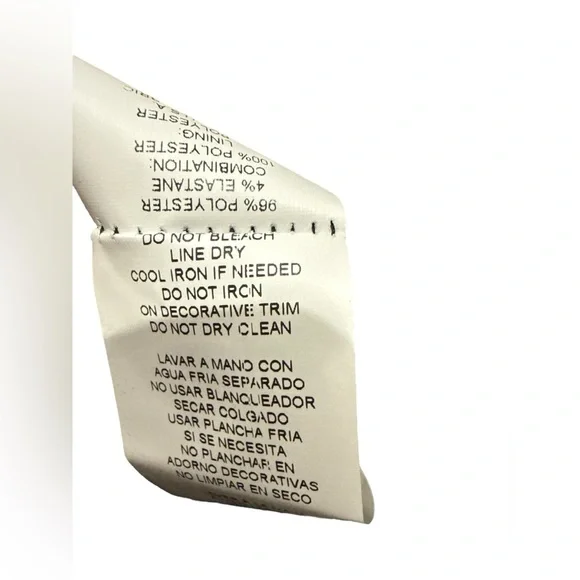 96% POLYESTER
4% ELASTANE
COMBINATION:
100% POLYESTER
LINING:
POLYESTER
DO NOT BLEACH
LINE DRY
COOL IRON IF NEEDED
DO NOT IRON
ON DECORATIVE TRIM
DO NOT DRY CLEAN
LAVAR A MANO CON
AGUA FRIA SEPARADO
NO USAR BLANQUEADOR
SECAR COLGADO
USAR PLANCHA FRIA
SI SE NECESITA
NO PLANCHAR EN
ADORNO DECORATIVAS
NO LIMPIAR EN SECO